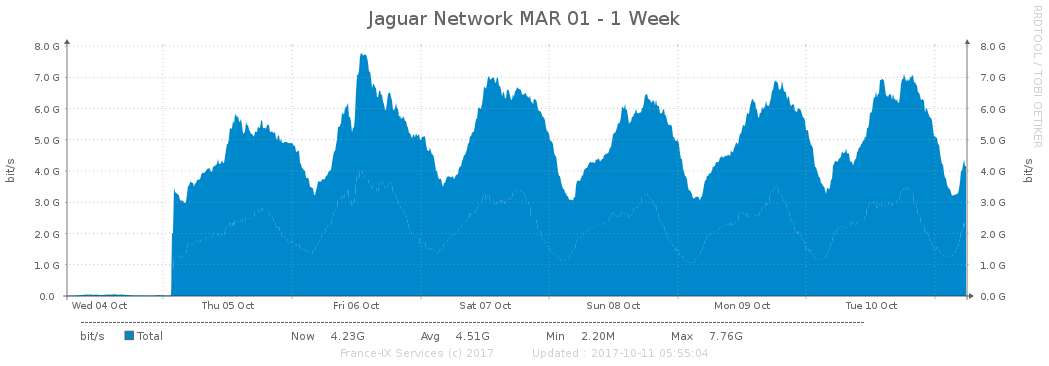 Jaguar Network MAR 01 - 1 Week
RRDTOOL / TOBI OETIKER
bit/s
bit/s
8.0 G 8.0 G
7.0 G 7.0 G
6.0 G 6.0 G
5.0 G 5.0 G
4.0 G 4.0 G
3.0 G 3.0 G
2.0 G 2.0 G
1.0 G 1.0 G
0.0 0.0 G
Wed 04 Oct Thu 05 Oct Fri 06 Oct Sat 07 Oct Sun 08 Oct Mon 09 Oct Tue 10 Oct
bit/s Total Now 4.23G Avg 4.51G Min 2.20M Max 7.76G
France-IX Services (c) 2017 Updated : 2017-10-11 05:55:04